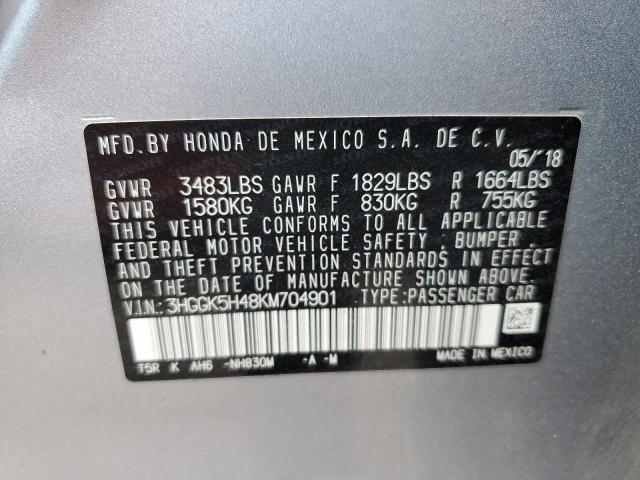 MFD. BY HONDA DE MEXICO S.A. DE C.V.
05/'18
GVWR 3483LBS GAWR F 1829LBS R 1664LBS
GVWR 1580KG GAWR F 830KG R 755KG
THIS VEHICLE CONFORMS TO ALL APPLICABLE
FEDERAL MOTOR VEHICLE SAFETY, BUMPER,
AND THEFT PREVENTION STANDARDS IN EFFECT
ON THE DATE OF MANUFACTURE SHOWN ABOVE.
V.I.N.: 3HGGK5H48KM704901 TYPE: PASSENGER CAR
T5R K AH6 -NH830M -A -M
MADE IN MEXICO